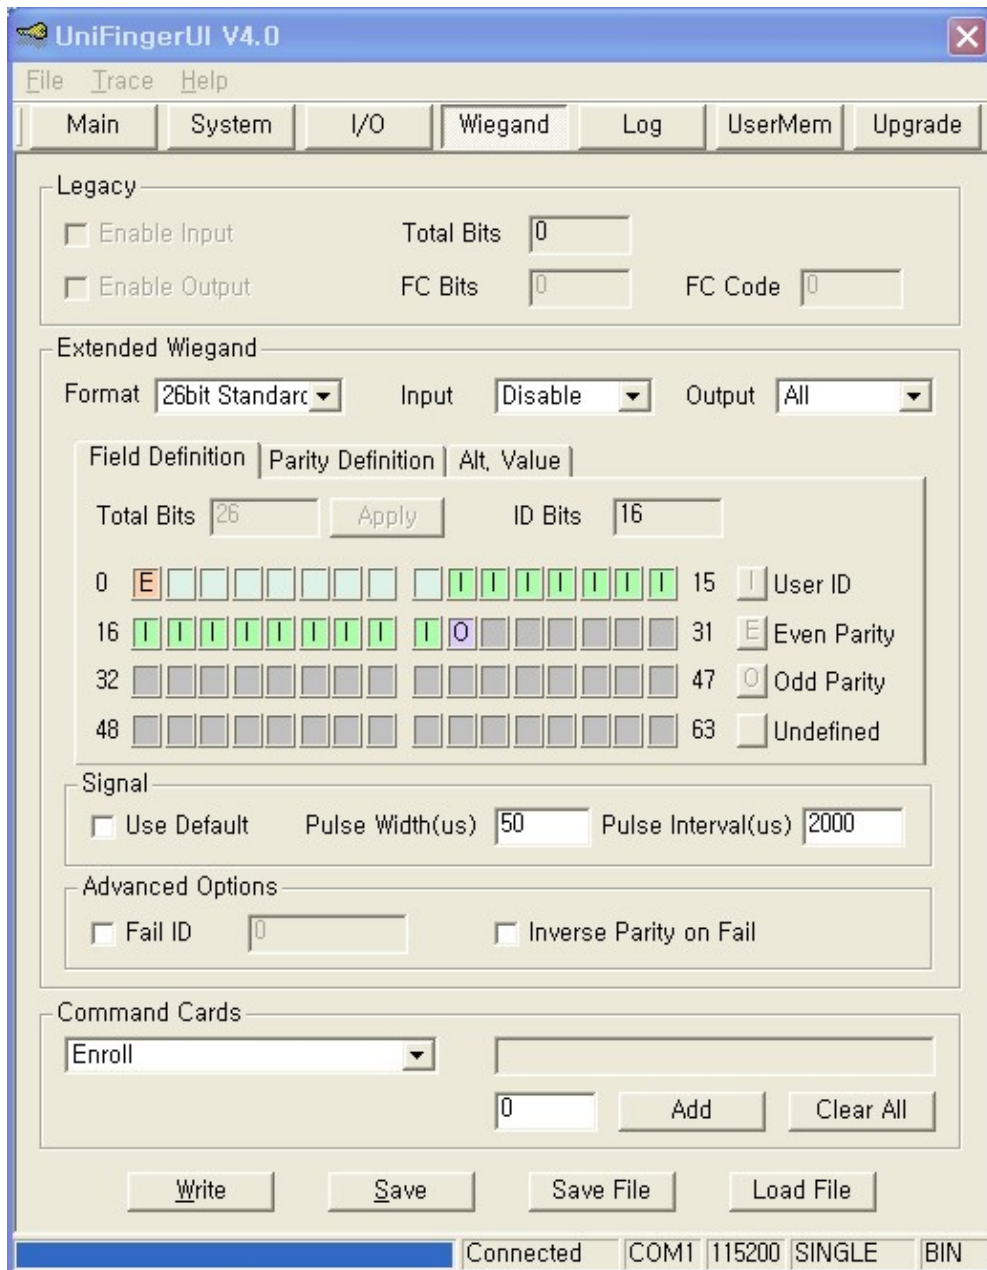 UniFingerUI V4.0
File Trace Help
Main System I/O Wiegand Log UserMem Upgrade
Legacy
Enable Input Total Bits 0
Enable Output FC Bits 0 FC Code 0
Extended Wiegand
Format 26bit Standard Input Disable Output All
Field Definition Parity Definition Alt. Value
Total Bits 26 Apply ID Bits 16
0 E I I I I I I I 15 I User ID
16 I I I I I I I I I O 31 E Even Parity
32 47 O Odd Parity
48 63 Undefined
Signal
Use Default Pulse Width(us) 50 Pulse Interval(us) 2000
Advanced Options
Fail ID 0 Inverse Parity on Fail
Command Cards
Enroll
0 Add Clear All
Write Save Save File Load File
Connected COM1 115200 SINGLE BIN